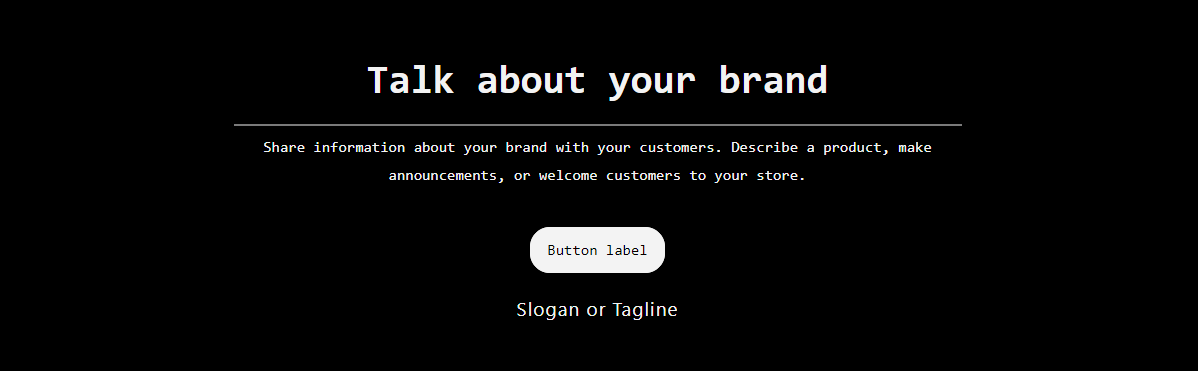 Talk about your brand
Share information about your brand with your customers. Describe a product, make
announcements, or welcome customers to your store.
Button label
Slogan or Tagline